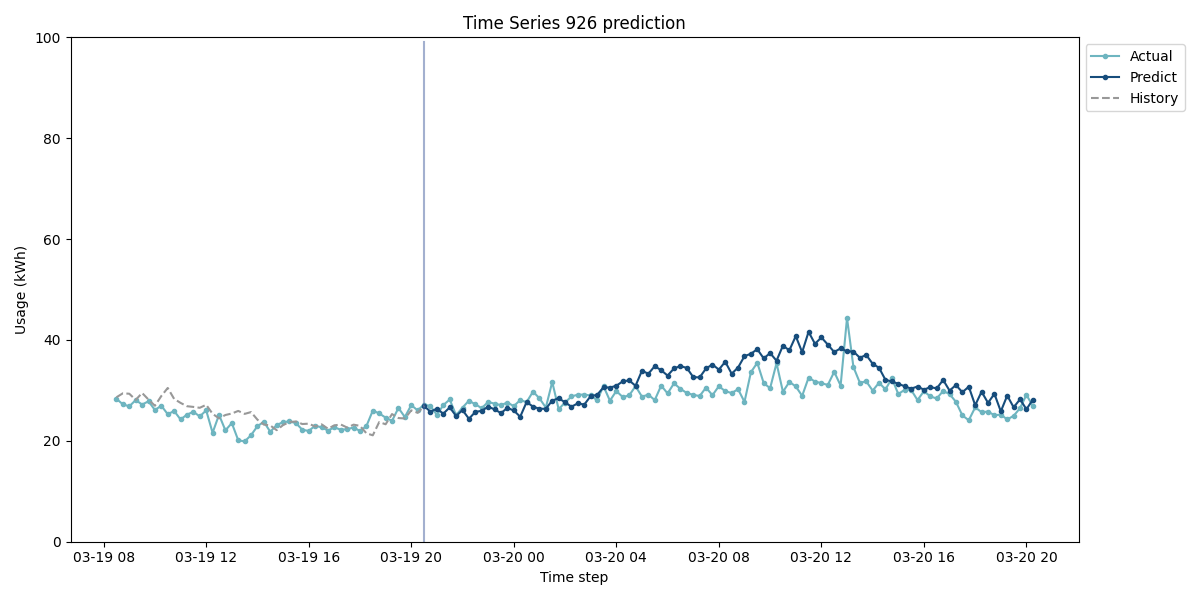 Time Series 926 prediction
100
80
60
40
20
0
Usage (kWh)
03-19 08 03-19 12 03-19 16 03-19 20 03-20 00 03-20 04 03-20 08 03-20 12 03-20 16 03-20 20
Time step
Actual
Predict
History